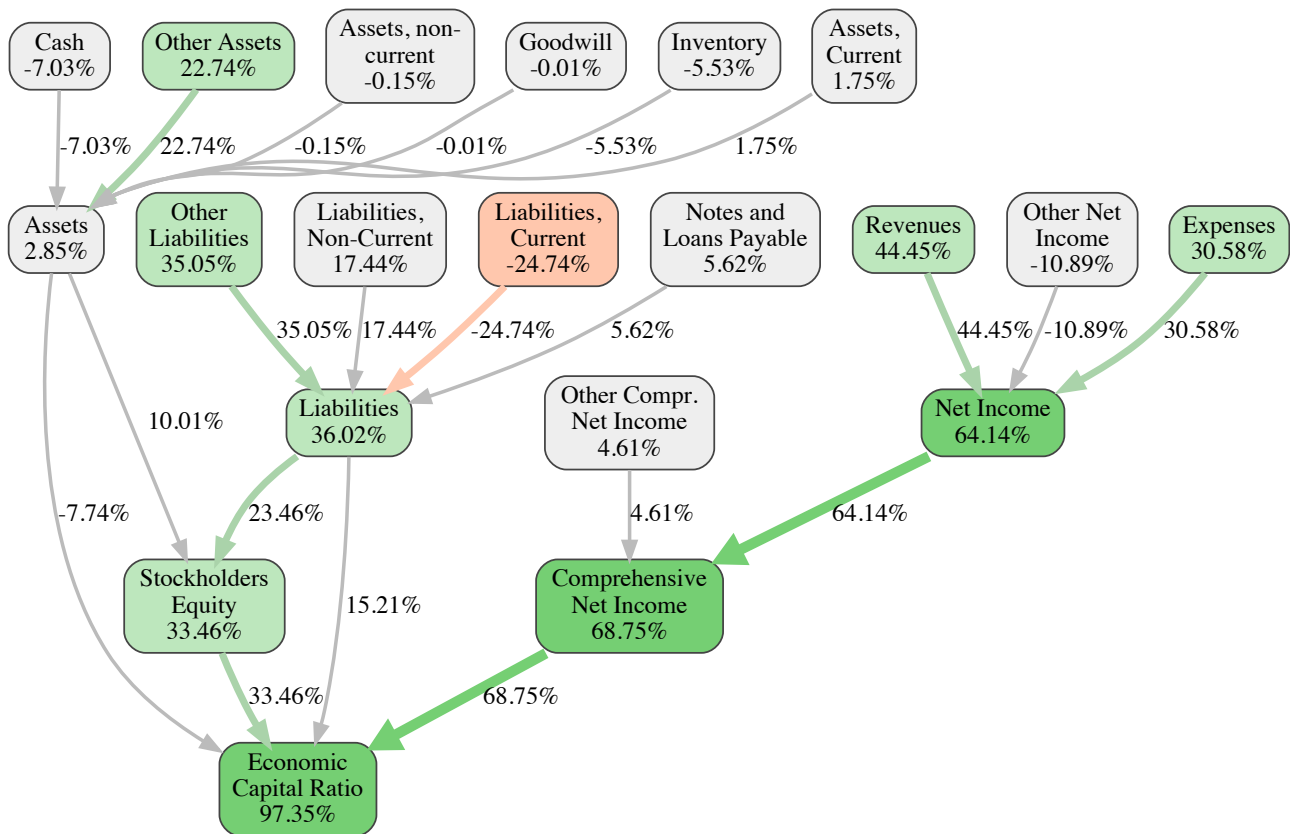 Cash
-7.03%
Other Assets
22.74%
Assets, non-
current
-0.15%
Goodwill
-0.01%
Inventory
-5.53%
Assets,
Current
1.75%
-7.03%
22.74%
-0.15%
-0.01%
-5.53%
1.75%
Assets
2.85%
Other
Liabilities
35.05%
Liabilities,
Non-Current
17.44%
Liabilities,
Current
-24.74%
Notes and
Loans Payable
5.62%
Revenues
44.45%
Other Net
Income
-10.89%
Expenses
30.58%
35.05%
17.44%
-24.74%
5.62%
44.45%
-10.89%
30.58%
10.01%
Liabilities
36.02%
Other Compr.
Net Income
4.61%
Net Income
64.14%
-7.74%
23.46%
4.61%
64.14%
Stockholders
Equity
33.46%
15.21%
Comprehensive
Net Income
68.75%
33.46%
68.75%
Economic
Capital Ratio
97.35%